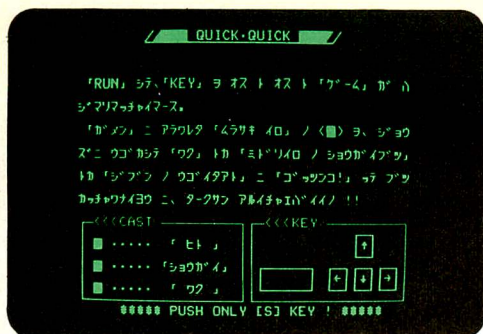 QUICK・QUICK
「RUN」 シテ、「KEY」 ヲ オス ト オス ト 「ゲーム」 ガ ハ
ジマリマッチャイマース。
「ガメン」 ニ アラワレタ 「ムラサキ イロ」 ノ 〈■〉 ヲ、 ジョウ
ズニ ウゴカシテ 「ワク」 トカ 「ミドリイロ ノ ショウガイブツ」
トカ 「ジブン ノ ウゴイタアト」 ニ 「ゴッツンコ!」 ッテ ブツ
カッチャワナイヨウ ニ、 タークサン アルイチャエバイイノ !!
<<<CAST
■ ・・・・・ 「 ヒト 」
■ ・・・・・ 「ショウガイ」
■ ・・・・・ 「 ワク 」
<<<KEY
↑
← ↓ →
$$$$$ PUSH ONLY [S] KEY ! $$$$$